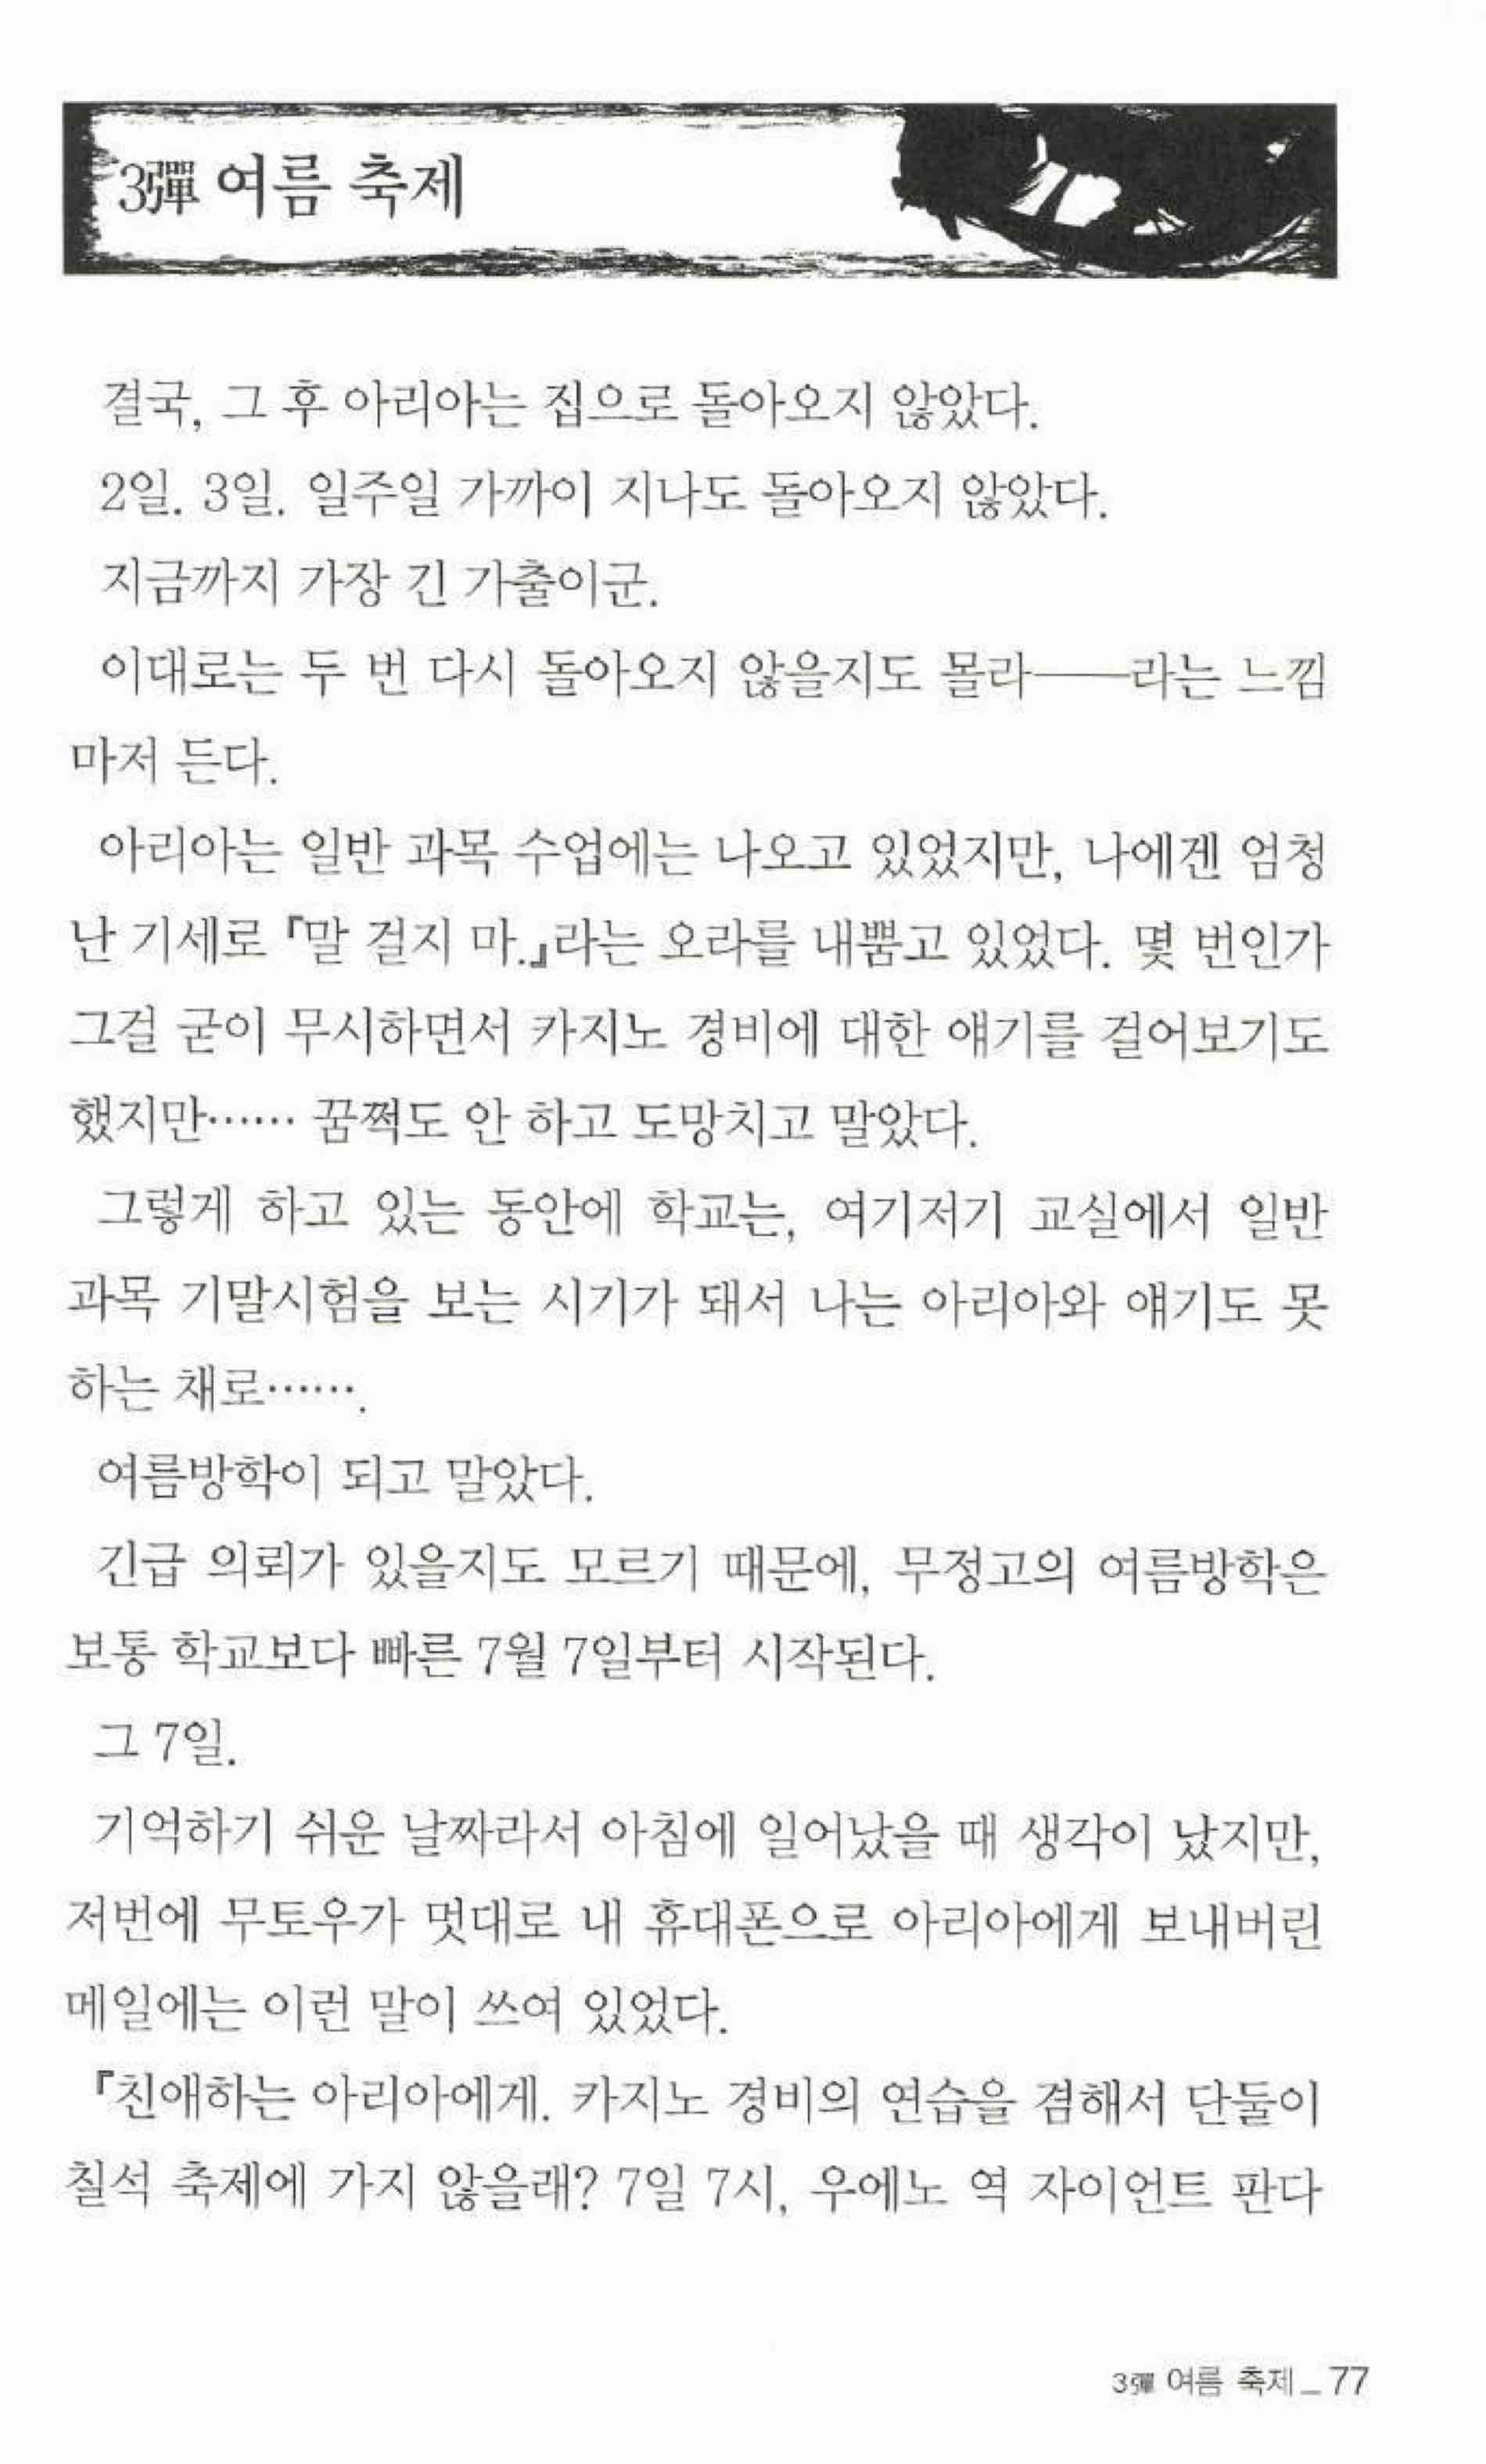 3彈 여름 축제
결국, 그 후 아리아는 집으로 돌아오지 않았다.
2일. 3일. 일주일 가까이 지나도 돌아오지 않았다.
지금까지 가장 긴 가출이군.
이대로는 두 번 다시 돌아오지 않을지도 몰라――라는 느낌
마저 든다.
아리아는 일반 과목 수업에는 나오고 있었지만, 나에겐 엄청
난 기세로 『말 걸지 마.』라는 오라를 내뿜고 있었다. 몇 번인가
그걸 굳이 무시하면서 카지노 경비에 대한 얘기를 걸어보기도
했지만…… 꿈쩍도 안 하고 도망치고 말았다.
그렇게 하고 있는 동안에 학교는, 여기저기 교실에서 일반
과목 기말시험을 보는 시기가 돼서 나는 아리아와 얘기도 못
하는 채로…….
여름방학이 되고 말았다.
긴급 의뢰가 있을지도 모르기 때문에, 무정고의 여름방학은
보통 학교보다 빠른 7월 7일부터 시작된다.
그 7일.
기억하기 쉬운 날짜라서 아침에 일어났을 때 생각이 났지만,
저번에 무토우가 멋대로 내 휴대폰으로 아리아에게 보내버린
메일에는 이런 말이 쓰여 있었다.
『친애하는 아리아에게. 카지노 경비의 연습을 겸해서 단둘이
칠석 축제에 가지 않을래? 7일 7시, 우에노 역 자이언트 판다
3彈 여름 축제_77